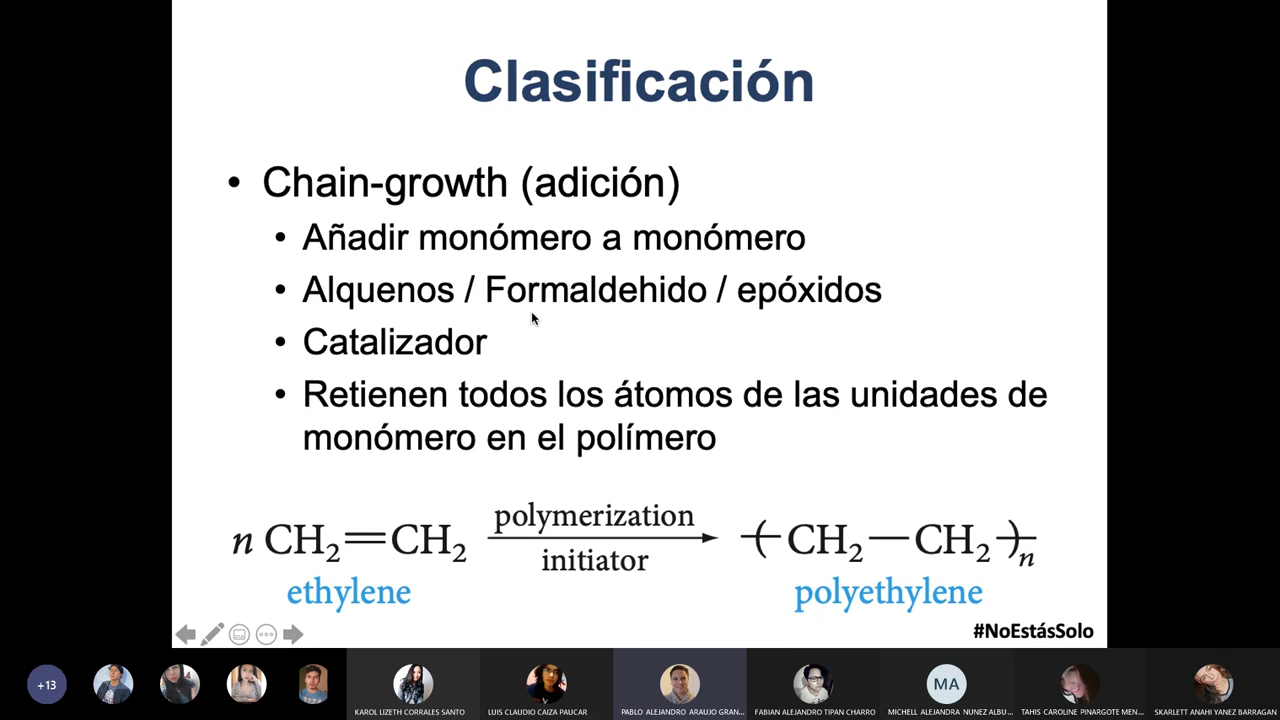 Clasificación
• Chain-growth (adición)
• Añadir monómero a monómero
• Alquenos / Formaldehido / epóxidos
• Catalizador
• Retienen todos los átomos de las unidades de
monómero en el polímero
n CH₂=CH₂ polymerization initiator (CH₂—CH₂)ₙ
ethylene polyethylene
#NoEstásSolo
+13
KAROL LIZETH CORRALES SANTO
LUIS CLAUDIO CAIZA PAUCAR
PABLO ALEJANDRO ARAUJO GRAN...
FABIAN ALEJANDRO TIPAN CHARRO
MA
MICHELL ALEJANDRA NUNEZ ALBU...
TAHIS CAROLINE PINARGOTE MEN...
SKARLETT ANAHI YANEZ BARRAGAN